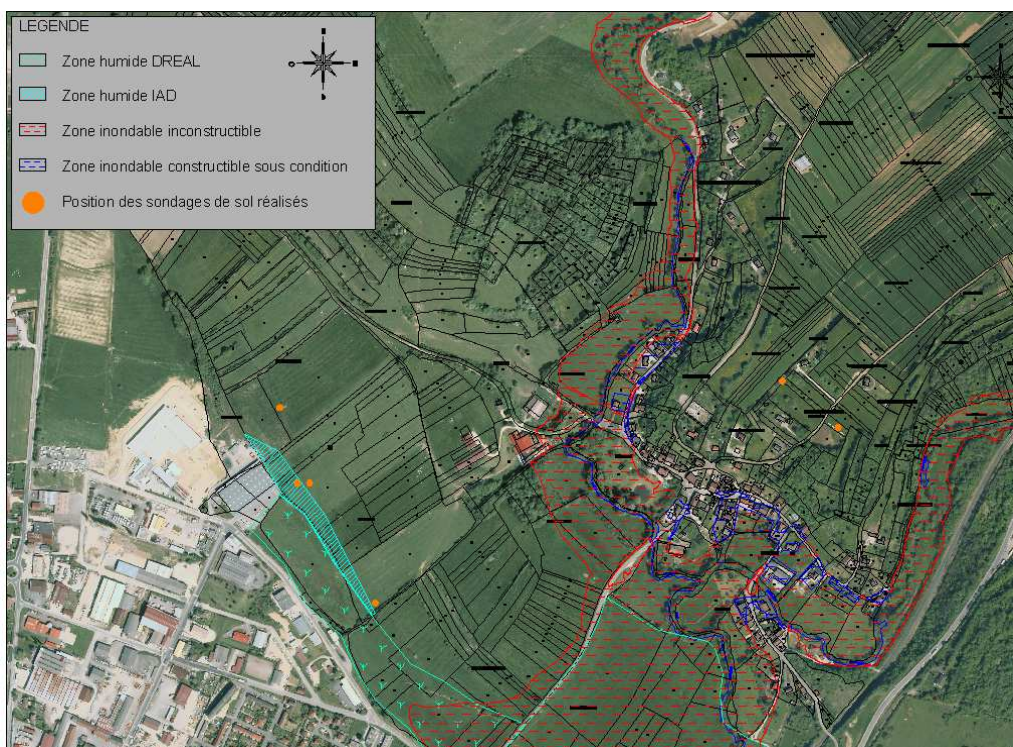 LEGENDE
Zone humide DREAL
Zone humide IAD
Zone inondable inconstructible
Zone inondable constructible sous condition
Position des sondages de sol réalisés